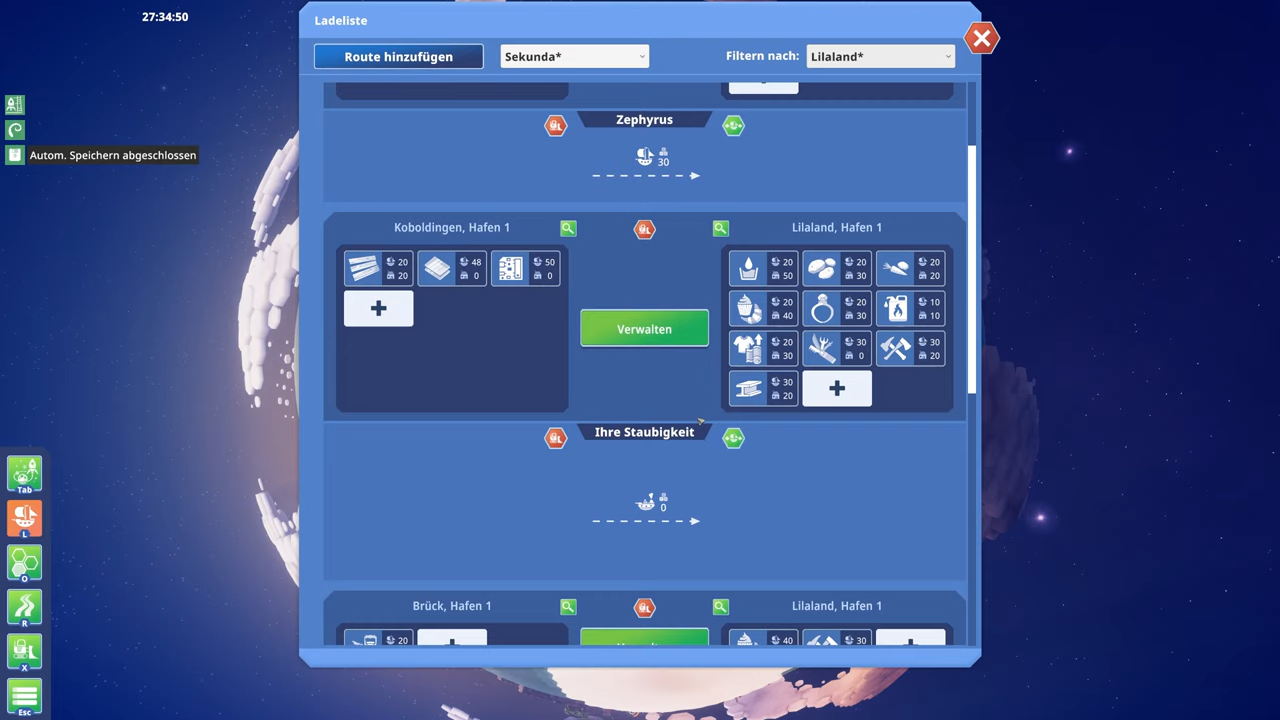 27:34:50
Ladeliste
Route hinzufügen
Sekunda*
Filtern nach:
Lilaland*
Autom. Speichern abgeschlossen
Zephyrus
30
Koboldingen, Hafen 1
L
Lilaland, Hafen 1
20
20
48
0
50
0
20
50
20
30
20
20
20
40
20
30
10
10
20
30
30
0
30
20
30
20
Verwalten
L
Ihre Staubigkeit
0
Tab
L
O
R
X
Esc
Brück, Hafen 1
L
Lilaland, Hafen 1
20
40
30